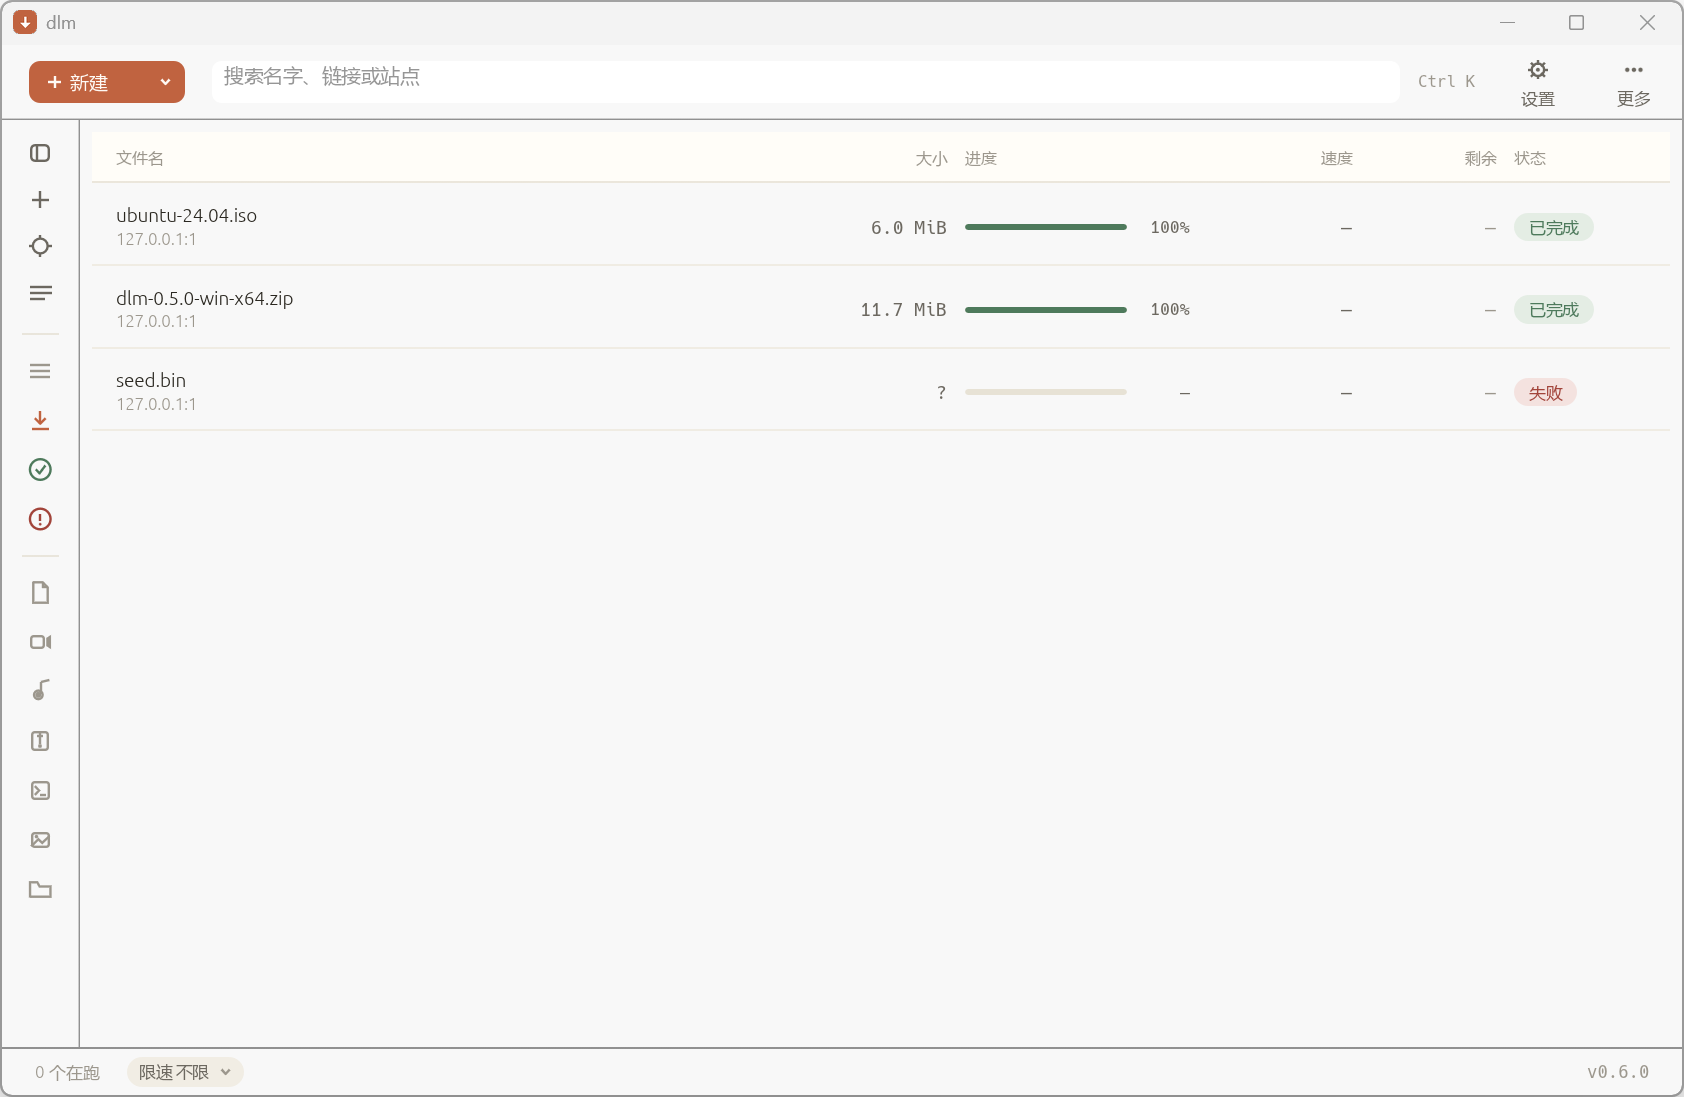 dlm
新建
搜索名字、链接或站点
Ctrl K
设置
更多
文件名 大小 进度 速度 剩余 状态
ubuntu-24.04.iso
127.0.0.1:1
6.0 MiB 100% — — 已完成
dlm-0.5.0-win-x64.zip
127.0.0.1:1
11.7 MiB 100% — — 已完成
seed.bin
127.0.0.1:1
? — — — 失败
0 个在跑
限速 不限
v0.6.0